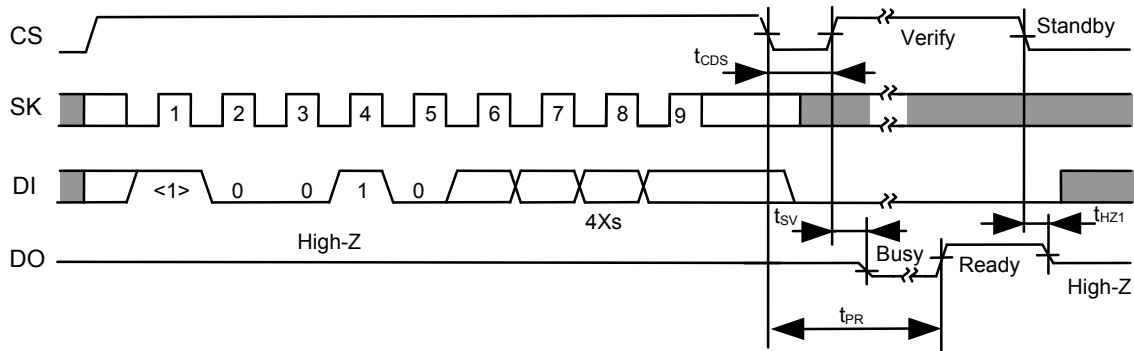 CS
Verify
Standby
tCDS
SK
1 2 3 4 5 6 7 8 9
DI
<1> 0 0 1 0
4Xs
tSV
tHZ1
High-Z
DO
Busy
Ready
High-Z
tPR